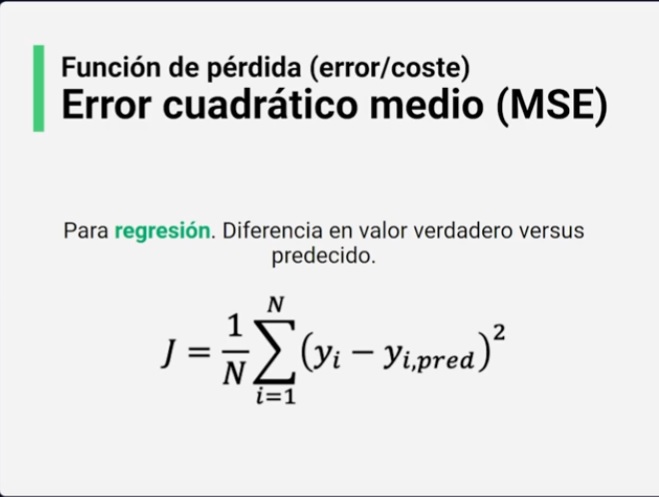 Función de pérdida (error/coste)
Error cuadrático medio (MSE)
Para regresión. Diferencia en valor verdadero versus
predecido.
J = \frac{1}{N} \sum_{i=1}^{N} (y_i - y_{i,pred})^2